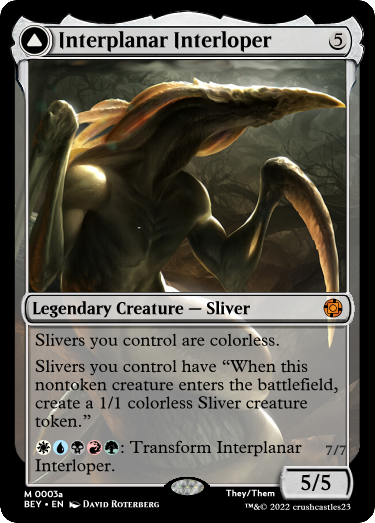 Interplanar Interloper 5
Legendary Creature — Sliver
Slivers you control are colorless.
Slivers you control have “When this
nontoken creature enters the battlefield,
create a 1/1 colorless Sliver creature
token.”
: Transform Interplanar
Interloper.
7/7
5/5
M 0003a
BEY • EN DAVID ROTERBERG
They/Them
™&© 2022 crushcastles23